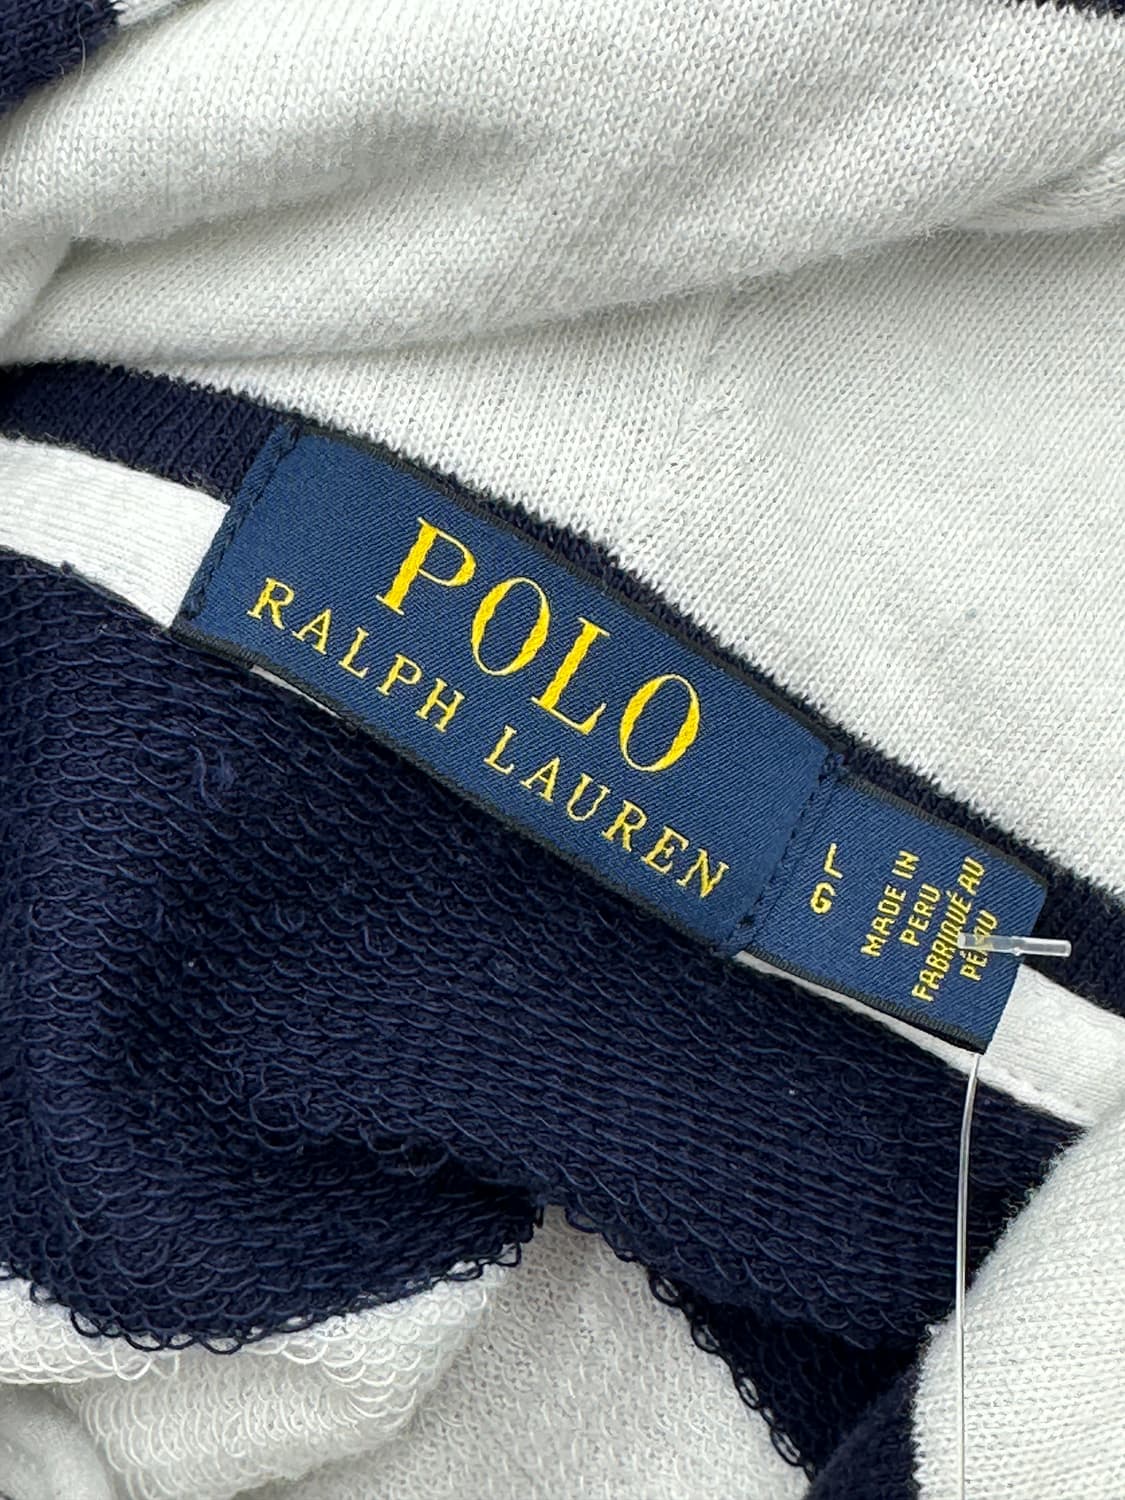 POLO
RALPH LAUREN
L
G
MADE IN
PERU
FABRIQUÉ AU
PÉROU